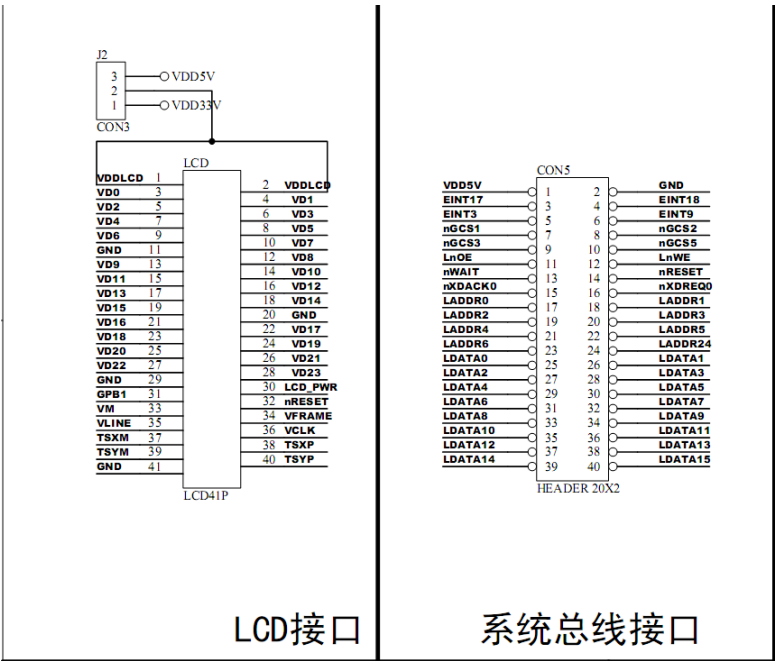 J2
3 VDD5V
2
1 VDD33V
CON3
LCD
VDDLCD 1 2 VDDLCD
VD0 3 4 VD1
VD2 5 6 VD3
VD4 7 8 VD5
VD6 9 10 VD7
GND 11 12 VD8
VD9 13 14 VD10
VD11 15 16 VD12
VD13 17 18 VD14
VD15 19 20 GND
VD16 21 22 VD17
VD18 23 24 VD19
VD20 25 26 VD21
VD22 27 28 VD23
GND 29 30 LCD_PWR
GPB1 31 32 nRESET
VM 33 34 VFRAME
VLINE 35 36 VCLK
TSXM 37 38 TSXP
TSYM 39 40 TSYP
GND 41
LCD41P
LCD接口
CON5
VDD5V 1 2 GND
EINT17 3 4 EINT18
EINT3 5 6 EINT9
nGCS1 7 8 nGCS2
nGCS3 9 10 nGCS5
LnOE 11 12 LnWE
nWAIT 13 14 nRESET
nXDACK0 15 16 nXDREQ0
LADDR0 17 18 LADDR1
LADDR2 19 20 LADDR3
LADDR4 21 22 LADDR5
LADDR6 23 24 LADDR24
LDATA0 25 26 LDATA1
LDATA2 27 28 LDATA3
LDATA4 29 30 LDATA5
LDATA6 31 32 LDATA7
LDATA8 33 34 LDATA9
LDATA10 35 36 LDATA11
LDATA12 37 38 LDATA13
LDATA14 39 40 LDATA15
HEADER 20X2
系统总线接口